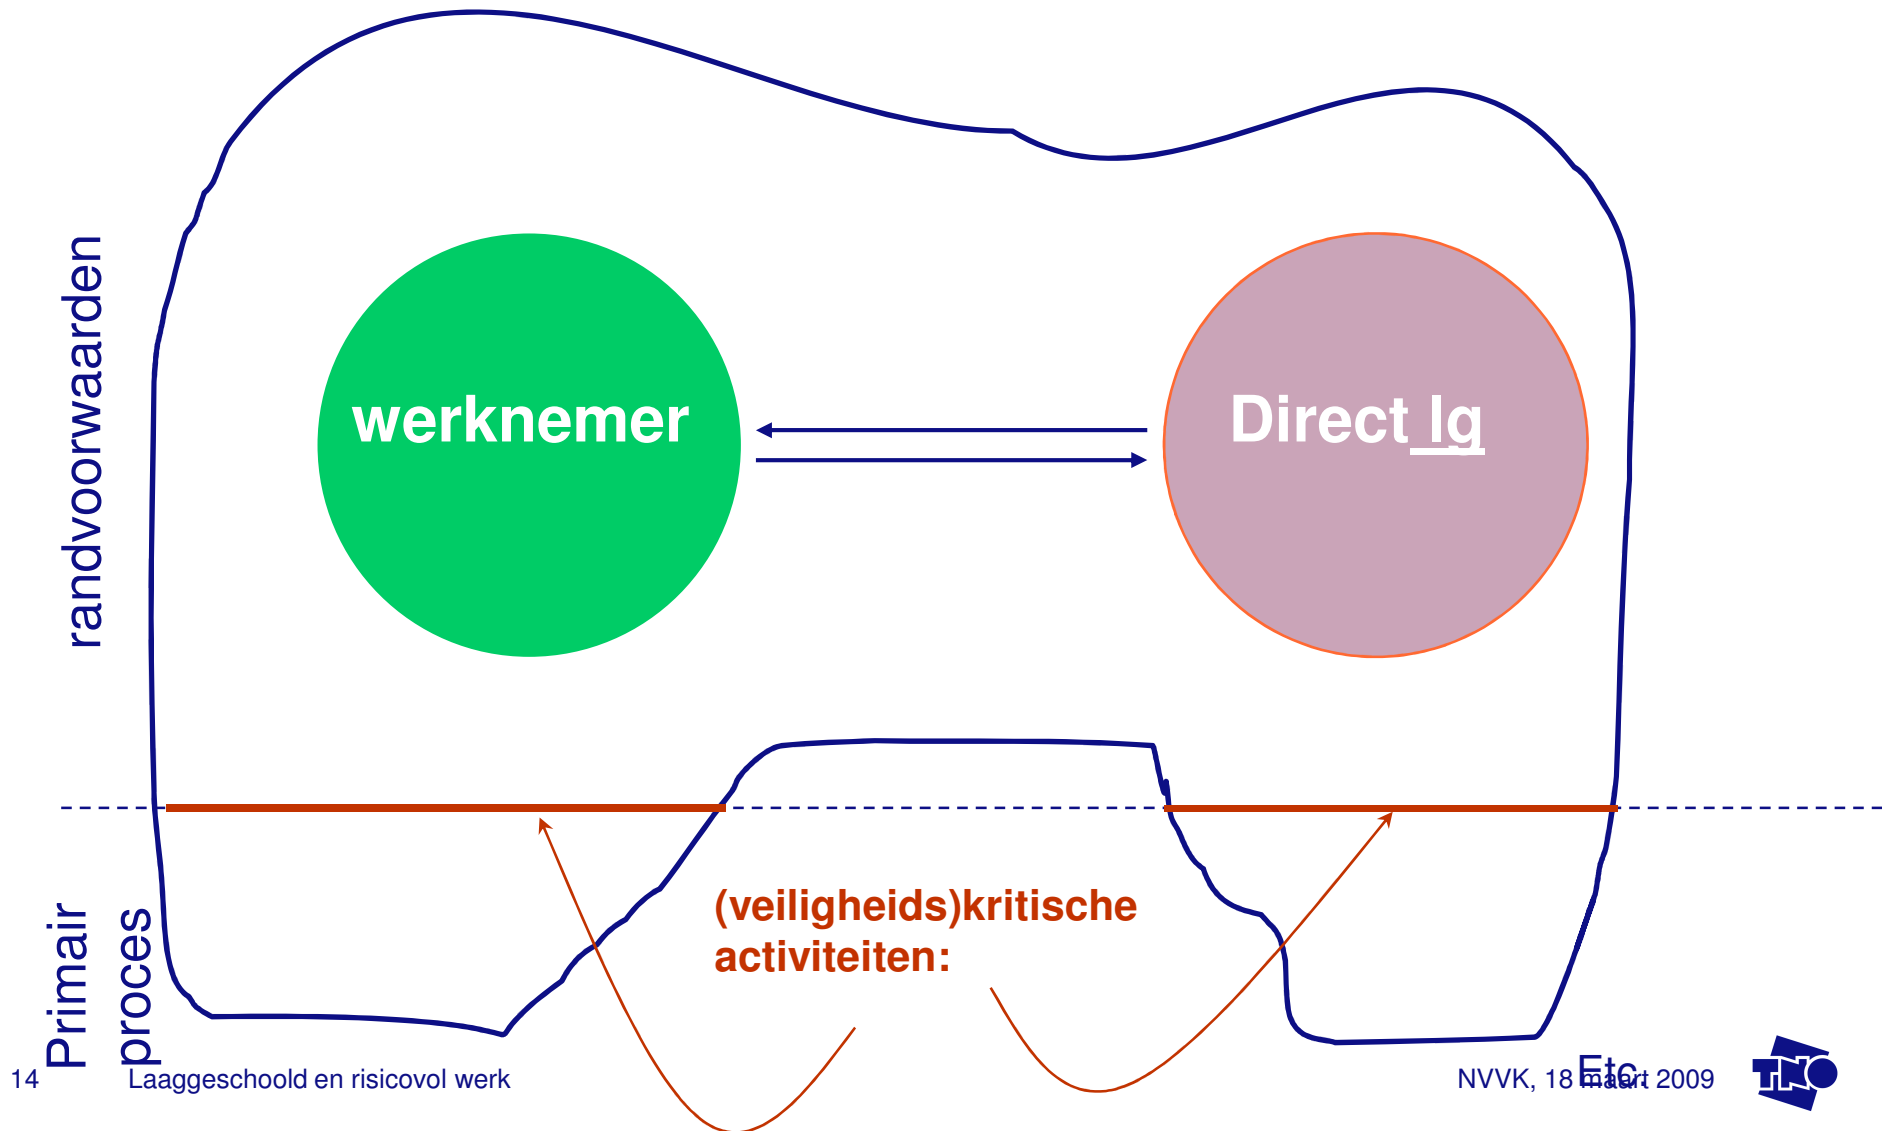 randvoorwaarden
werknemer
Direct lg
(veiligheids)kritische
activiteiten:
Primair
proces
Etc.
14
Laaggeschoold en risicovol werk
NVVK, 18 maart 2009
TNO